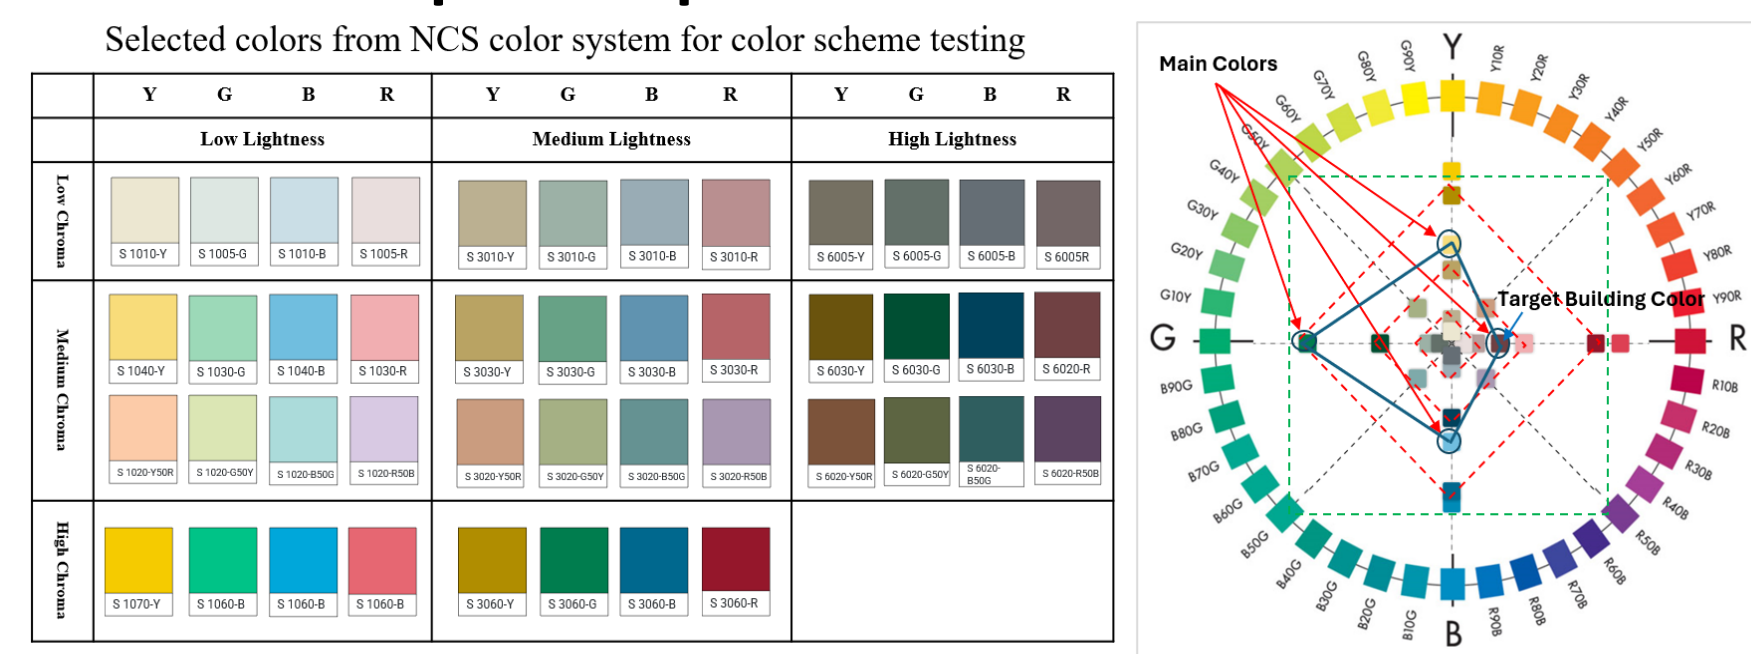 Selected colors from NCS color system for color scheme testing
Y G B R Y G B R Y G B R
Low Lightness Medium Lightness High Lightness
Low Chroma
S 1010-Y S 1005-G S 1010-B S 1005-R S 3010-Y S 3010-G S 3010-B S 3010-R S 6005-Y S 6005-G S 6005-B S 6005R
Medium Chroma
S 1040-Y S 1030-G S 1040-B S 1030-R S 3030-Y S 3030-G S 3030-B S 3030-R S 6030-Y S 6030-G S 6030-B S 6020-R
S 1020-Y50R S 1020-G50Y S 1020-B50G S 1020-R50B S 3020-Y50R S 3020-G50Y S 3020-B50G S 3020-R50B S 6020-Y50R S 6020-G50Y S 6020-B50G S 6020-R50B
High Chroma
S 1070-Y S 1060-B S 1060-B S 1060-B S 3060-Y S 3060-G S 3060-B S 3060-R
Main Colors
Target Building Color
Y
Y10R
Y20R
Y30R
Y40R
Y50R
Y60R
Y70R
Y80R
Y90R
R
R10B
R20B
R30B
R40B
R50B
R60B
R70B
R80B
R90B
B
B10G
B20G
B30G
B40G
B50G
B60G
B70G
B80G
B90G
G
G10Y
G20Y
G30Y
G40Y
G50Y
G60Y
G70Y
G80Y
G90Y